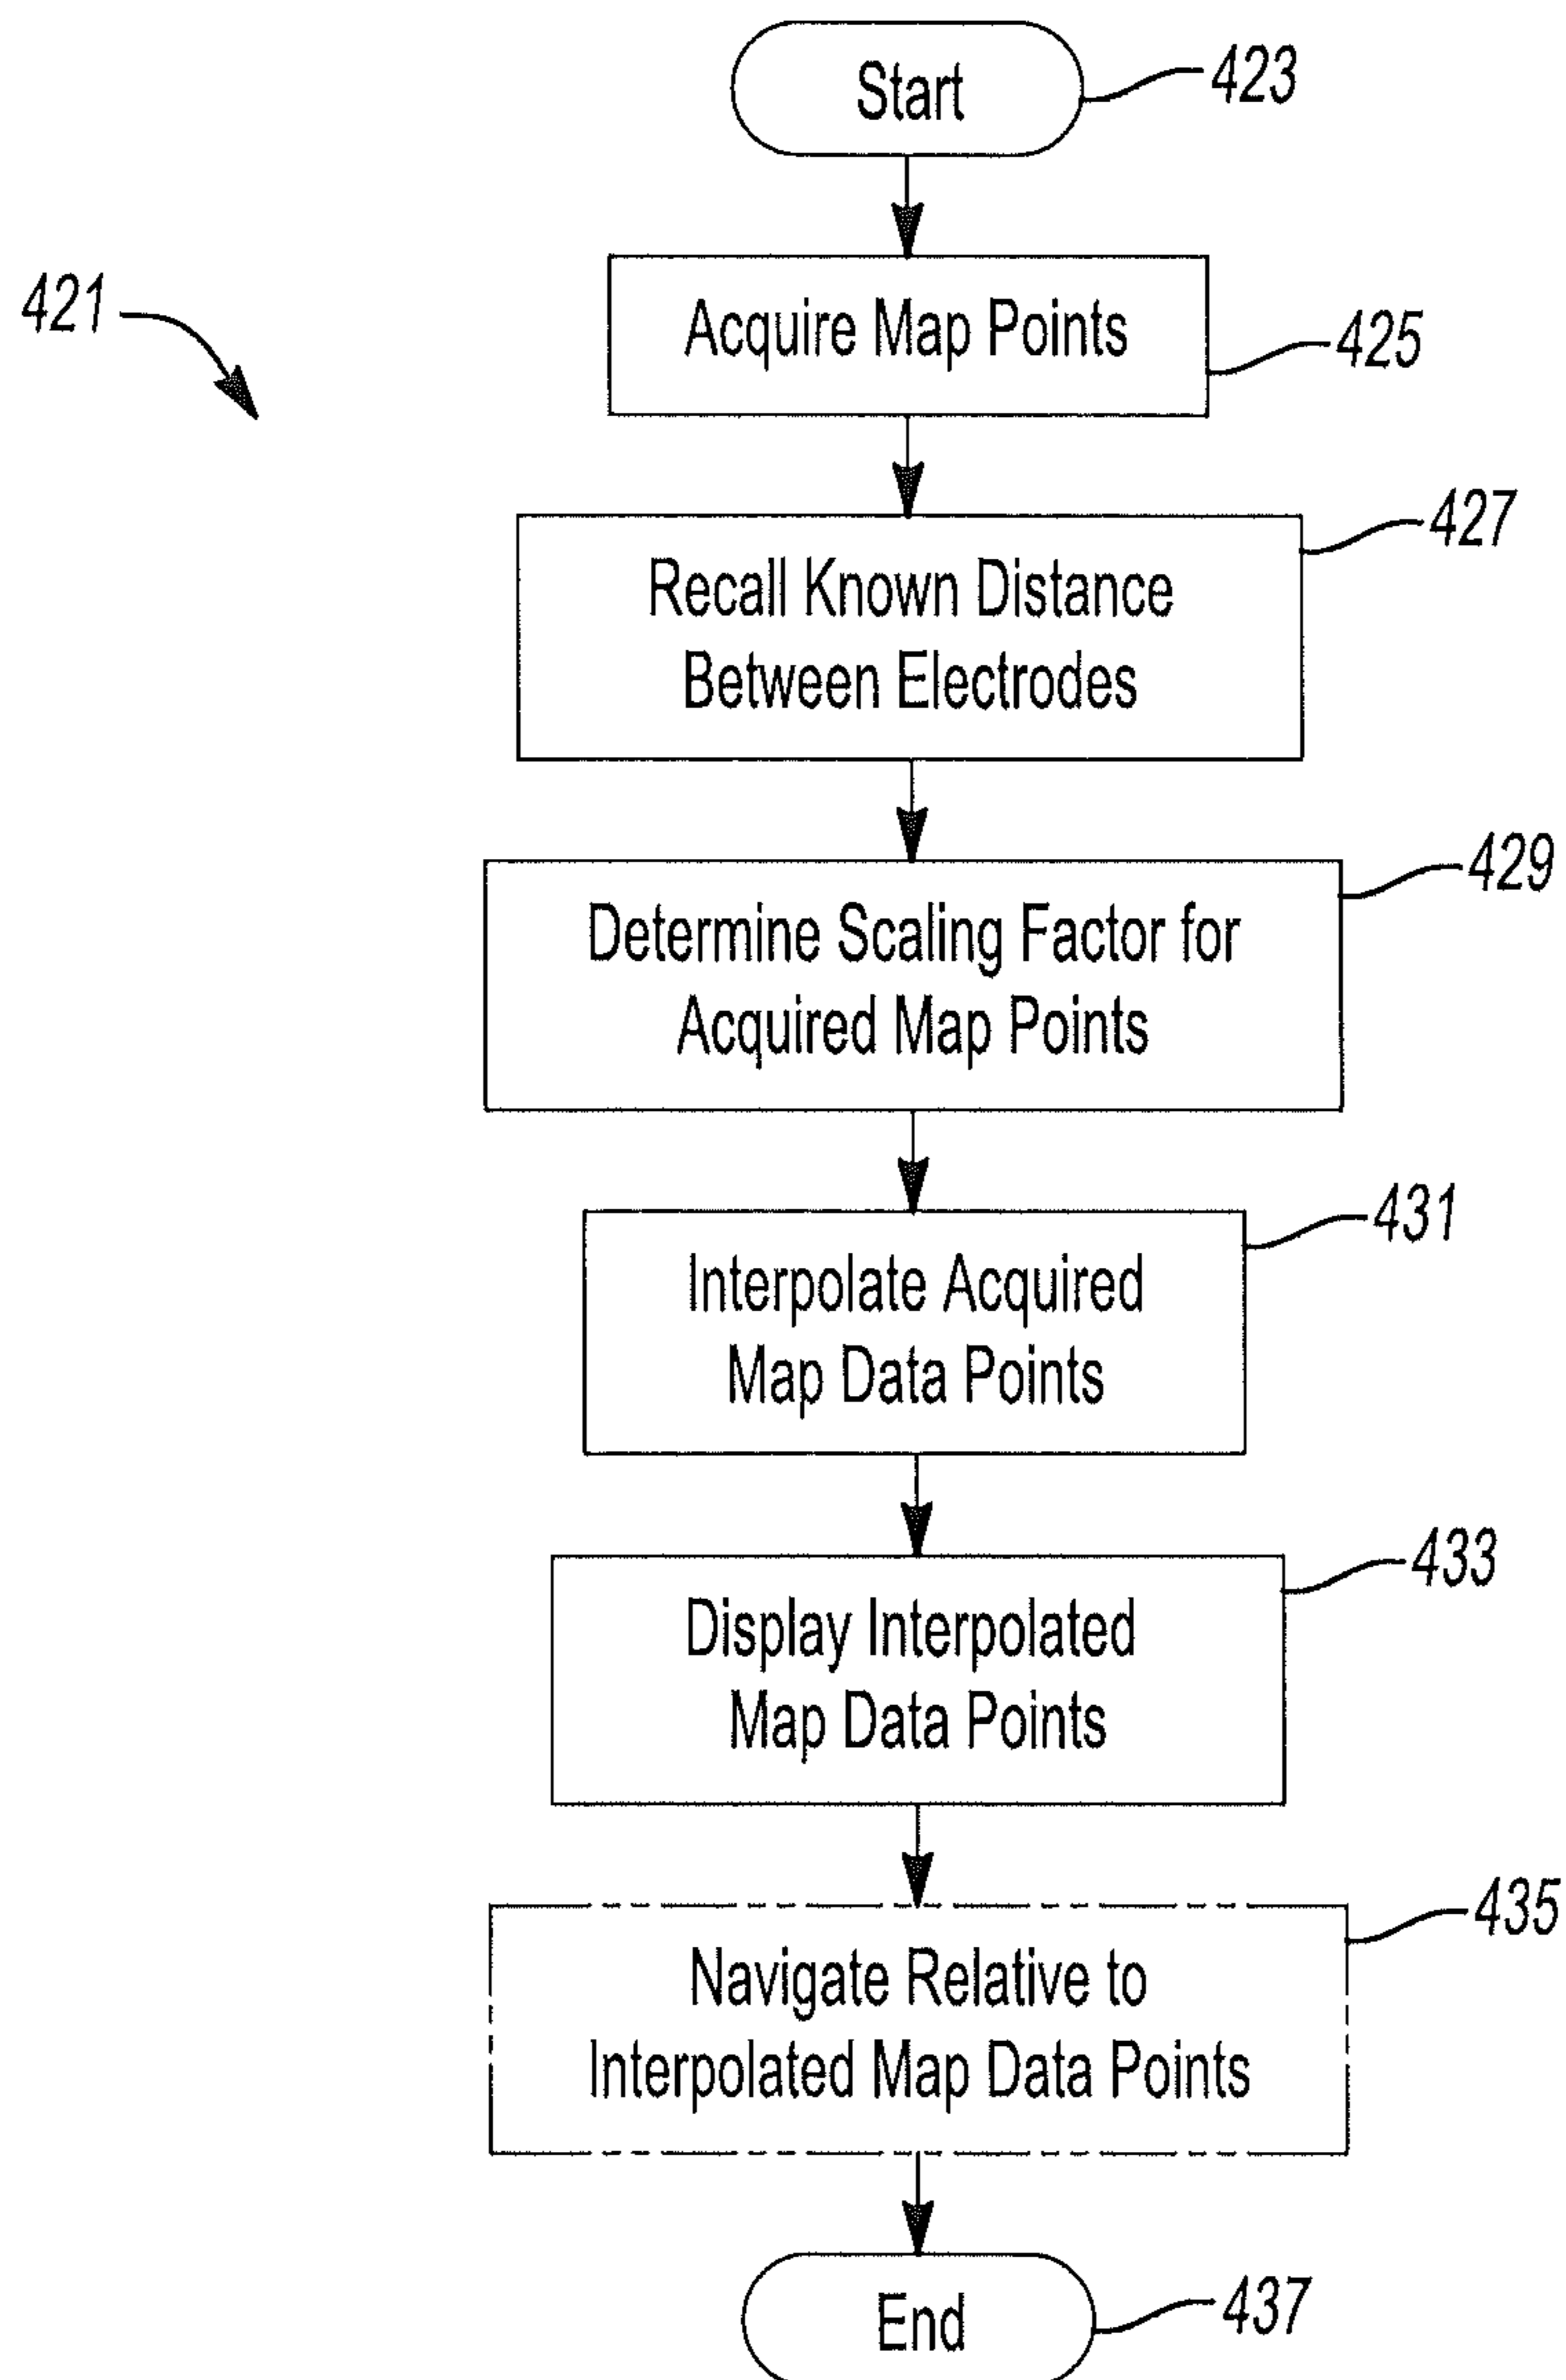 Start
423
421
Acquire Map Points
425
Recall Known Distance
Between Electrodes
427
Determine Scaling Factor for
Acquired Map Points
429
Interpolate Acquired
Map Data Points
431
Display Interpolated
Map Data Points
433
Navigate Relative to
Interpolated Map Data Points
435
End
437